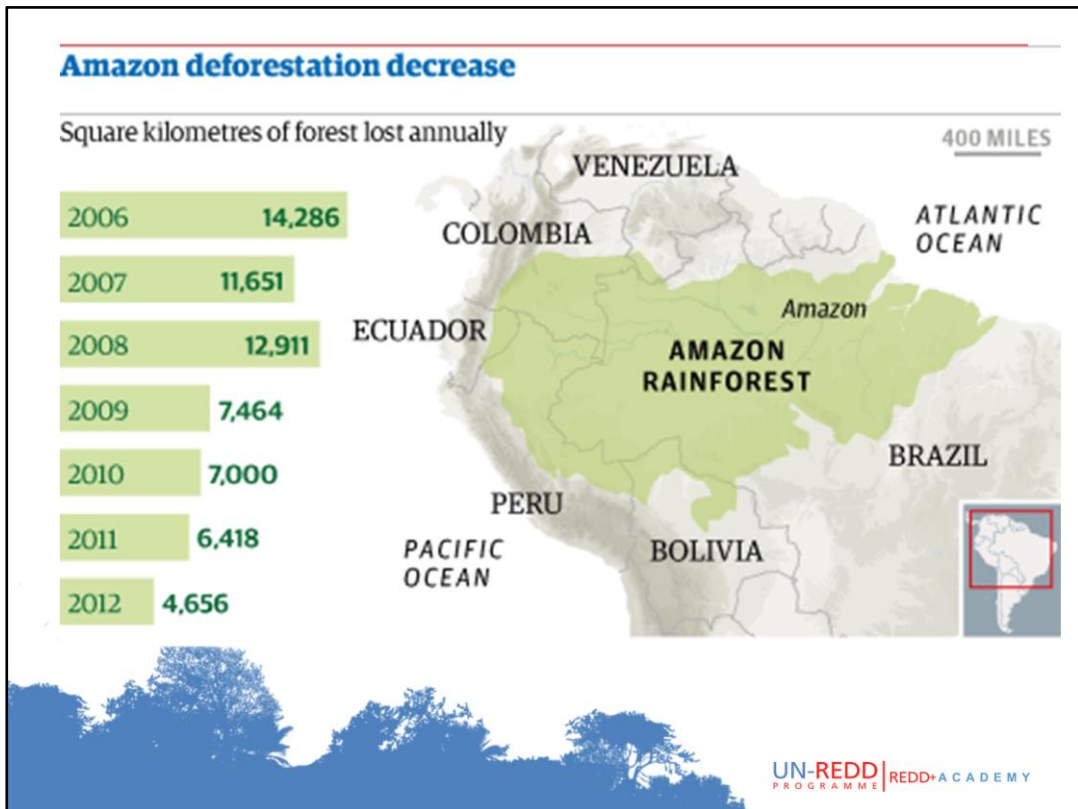 Amazon deforestation decrease
Square kilometres of forest lost annually
400 MILES
2006 14,286
2007 11,651
2008 12,911
2009 7,464
2010 7,000
2011 6,418
2012 4,656
VENEZUELA
COLOMBIA
ATLANTIC
OCEAN
ECUADOR
Amazon
AMAZON
RAINFOREST
BRAZIL
PERU
PACIFIC
OCEAN
BOLIVIA
UN-REDD
PROGRAMME
REDD+ACADEMY